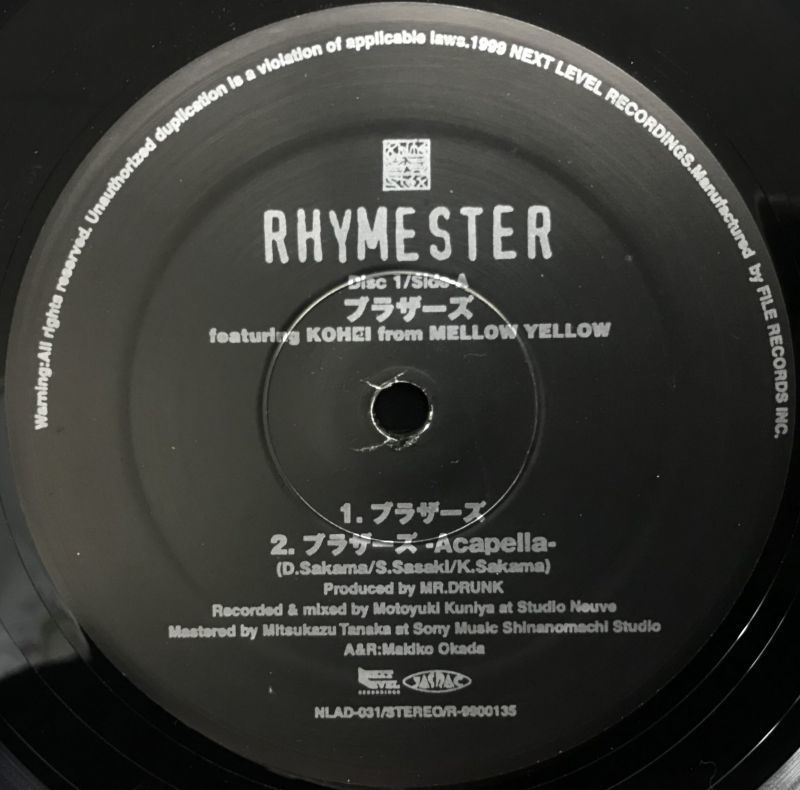 Warning:All rights reserved. Unauthorized duplication is a violation of applicable laws.1999 NEXT LEVEL RECORDINGS.Manufactured by FILE RECORDS INC.
RHYMESTER
Disc 1/Side A
ブラザーズ
featuring KOHEI from MELLOW YELLOW
1. ブラザーズ
2. ブラザーズ -Acapella-
(D.Sakama/S.Sasaki/K.Sakama)
Produced by MR.DRUNK
Recorded & mixed by Motoyuki Kuniya at Studio Neuve
Mastered by Mitsukazu Tanaka at Sony Music Shinanomachi Studio
A&R:Makiko Okada
NEXT LEVEL RECORDINGS JASRAC
NLAD-031/STEREO/R-9900135